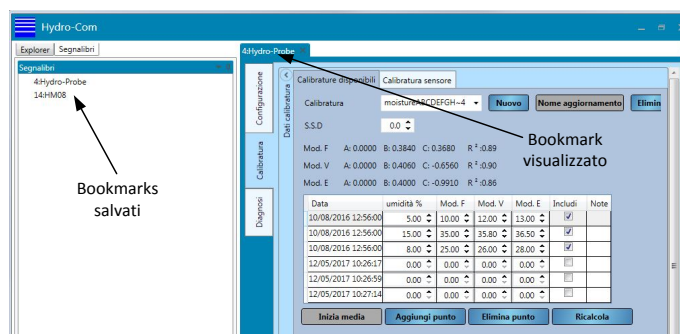 Hydro-Com
Explorer Segnalibri
Segnalibri
4:Hydro-Probe
14:HM08
Bookmarks
salvati
4:Hydro-Probe
Configurazione
Calibratura
Diagnosi
Dati calibratura
Calibrature disponibili Calibratura sensore
Calibratura moistureABCDEFGH~4 Nuovo Nome aggiornamento Elimin
S.S.D 0.0
Bookmark
visualizzato
Mod. F A: 0.0000 B: 0.3840 C: 0.3680 R ² :0.89
Mod. V A: 0.0000 B: 0.4060 C: -0.6560 R ² :0.90
Mod. E A: 0.0000 B: 0.4000 C: -0.9910 R ² :0.86
Data umidità % Mod. F Mod. V Mod. E Includi Note
10/08/2016 12:56:00 5.00 10.00 12.00 13.00
10/08/2016 12:56:00 15.00 35.00 35.80 36.50
10/08/2016 12:56:00 8.00 25.00 26.00 28.00
12/05/2017 10:26:17 0.00 0.00 0.00 0.00
12/05/2017 10:26:59 0.00 0.00 0.00 0.00
12/05/2017 10:27:14 0.00 0.00 0.00 0.00
Inizia media Aggiungi punto Elimina punto Ricalcola